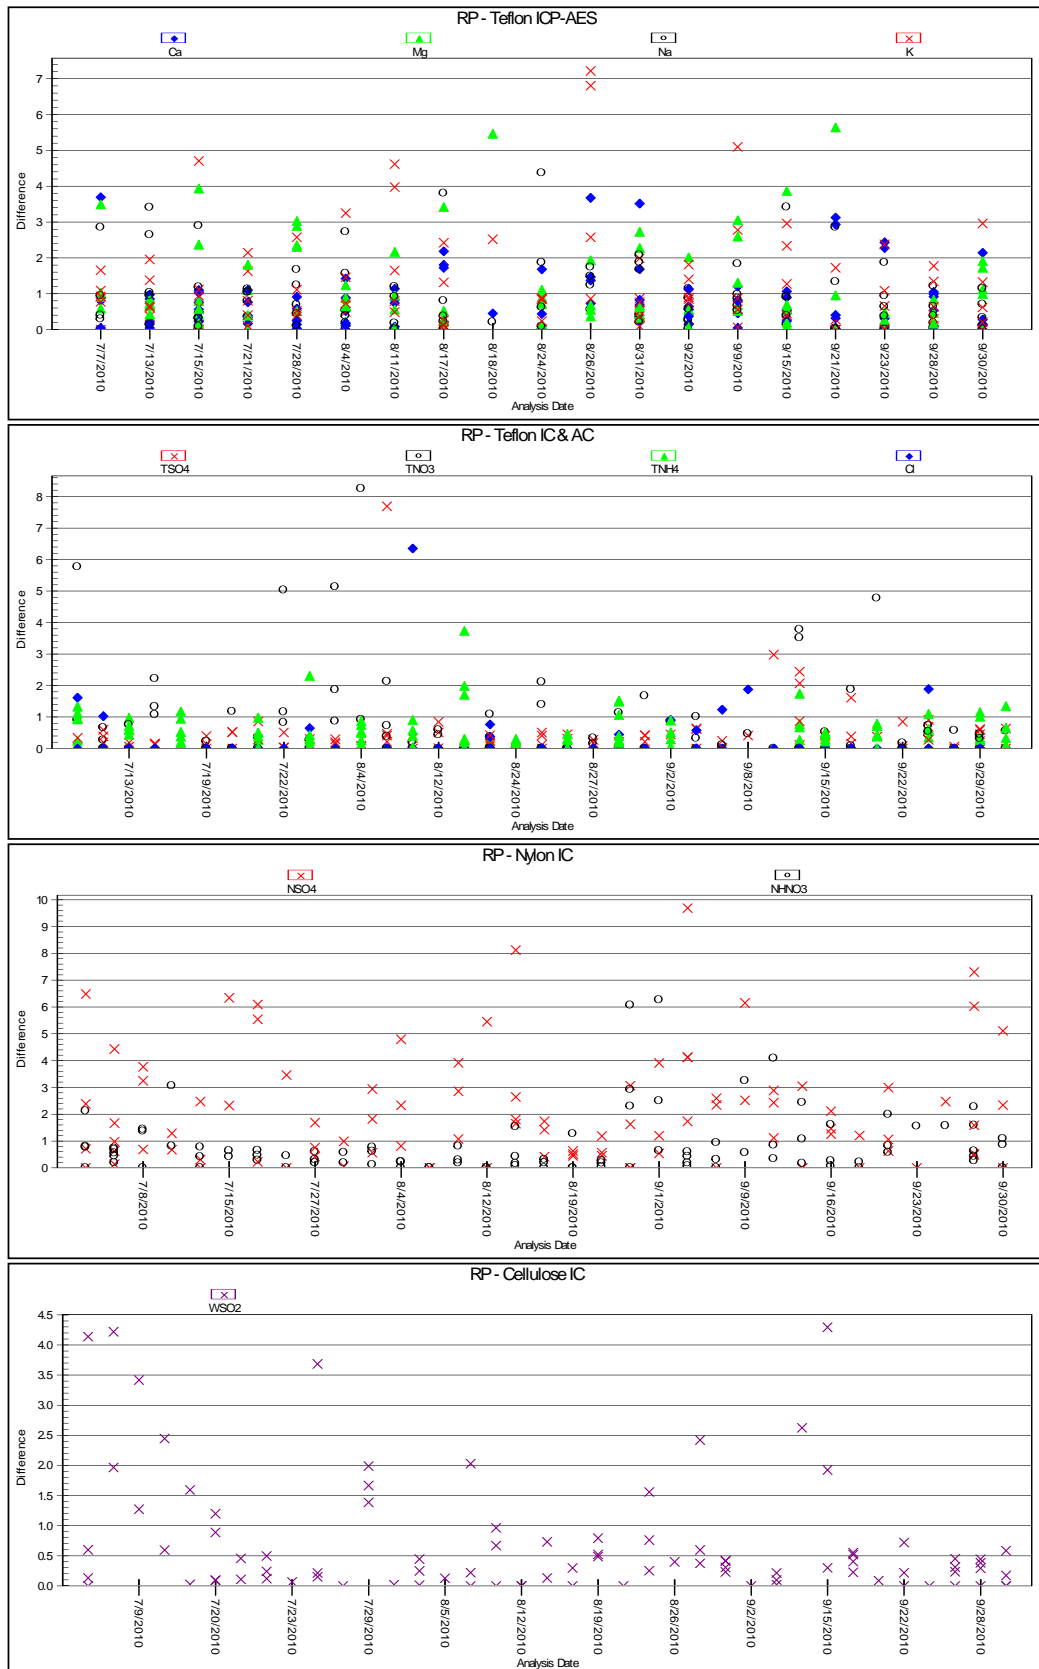 RP - Teflon ICP-AES
Ca Mg Na K
7
6
5
4
3
2
1
0
Difference
7/7/2010 7/13/2010 7/15/2010 7/21/2010 7/28/2010 8/4/2010 8/11/2010 8/17/2010 8/18/2010 8/24/2010 8/26/2010 8/31/2010 9/2/2010 9/9/2010 9/15/2010 9/21/2010 9/23/2010 9/28/2010 9/30/2010
Analysis Date
RP - Teflon IC & AC
TSO4 TNO3 TNH4 Cl
8
7
6
5
4
3
2
1
0
Difference
7/13/2010 7/19/2010 7/22/2010 8/4/2010 8/12/2010 8/24/2010 8/27/2010 9/2/2010 9/8/2010 9/15/2010 9/22/2010 9/29/2010
Analysis Date
RP - Nylon IC
NSO4 NHNO3
10
9
8
7
6
5
4
3
2
1
0
Difference
7/8/2010 7/15/2010 7/27/2010 8/4/2010 8/12/2010 8/19/2010 9/1/2010 9/9/2010 9/16/2010 9/23/2010 9/30/2010
Analysis Date
RP - Cellulose IC
WSO2
4.5
4.0
3.5
3.0
2.5
2.0
1.5
1.0
0.5
0.0
Difference
7/9/2010 7/20/2010 7/23/2010 7/29/2010 8/5/2010 8/12/2010 8/19/2010 8/26/2010 9/2/2010 9/15/2010 9/22/2010 9/28/2010
Analysis Date